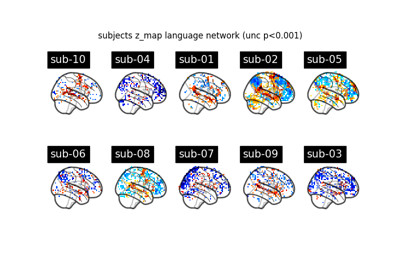 subjects z_map language network (unc p<0.001)
sub-10 sub-04 sub-01 sub-02 sub-05
sub-06 sub-08 sub-07 sub-09 sub-03